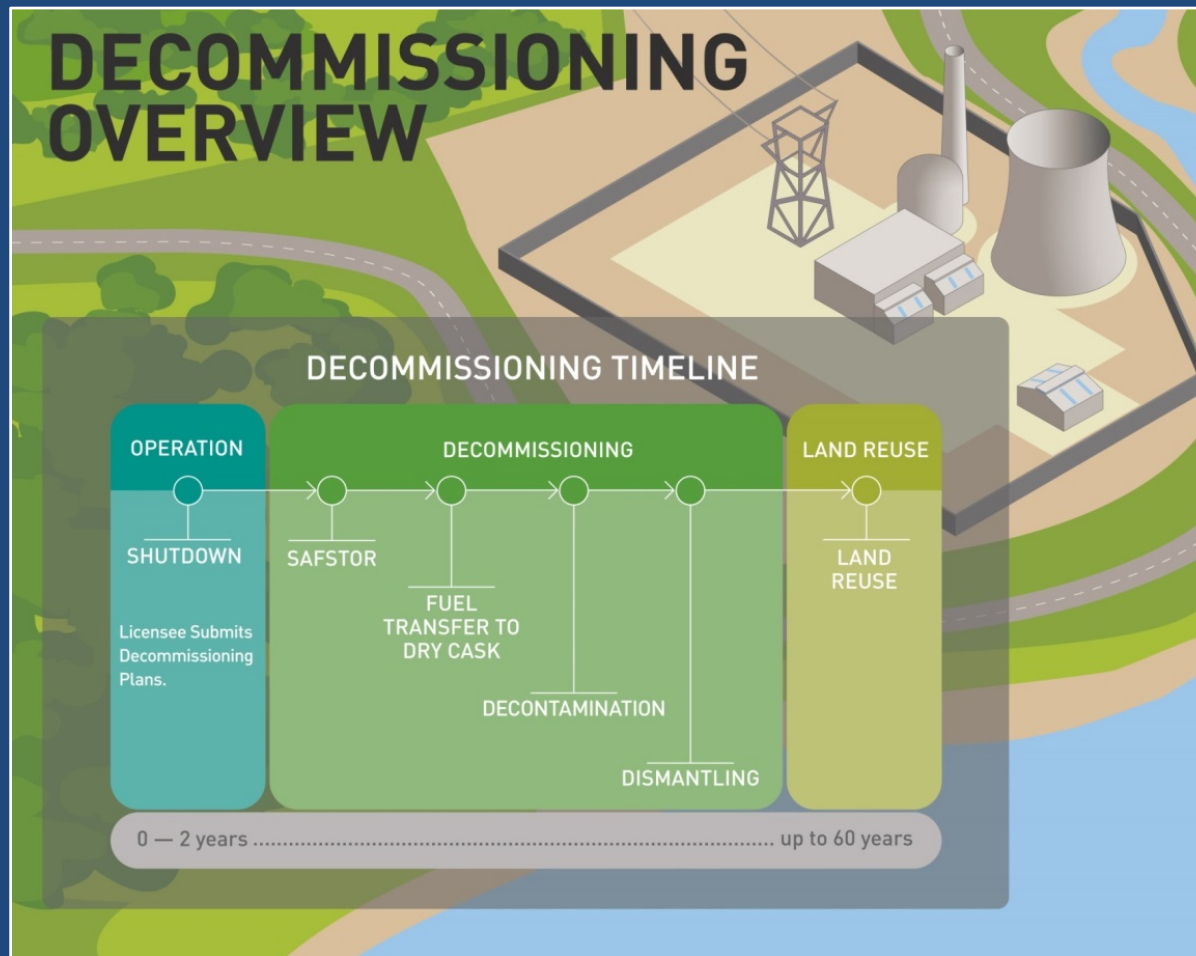 DECOMMISSIONING
OVERVIEW
DECOMMISSIONING TIMELINE
OPERATION
DECOMMISSIONING
LAND REUSE
SHUTDOWN
SAFSTOR
LAND
REUSE
FUEL
TRANSFER TO
DRY CASK
Licensee Submits
Decommissioning
Plans.
DECONTAMINATION
DISMANTLING
0 — 2 years ........................................................................................ up to 60 years